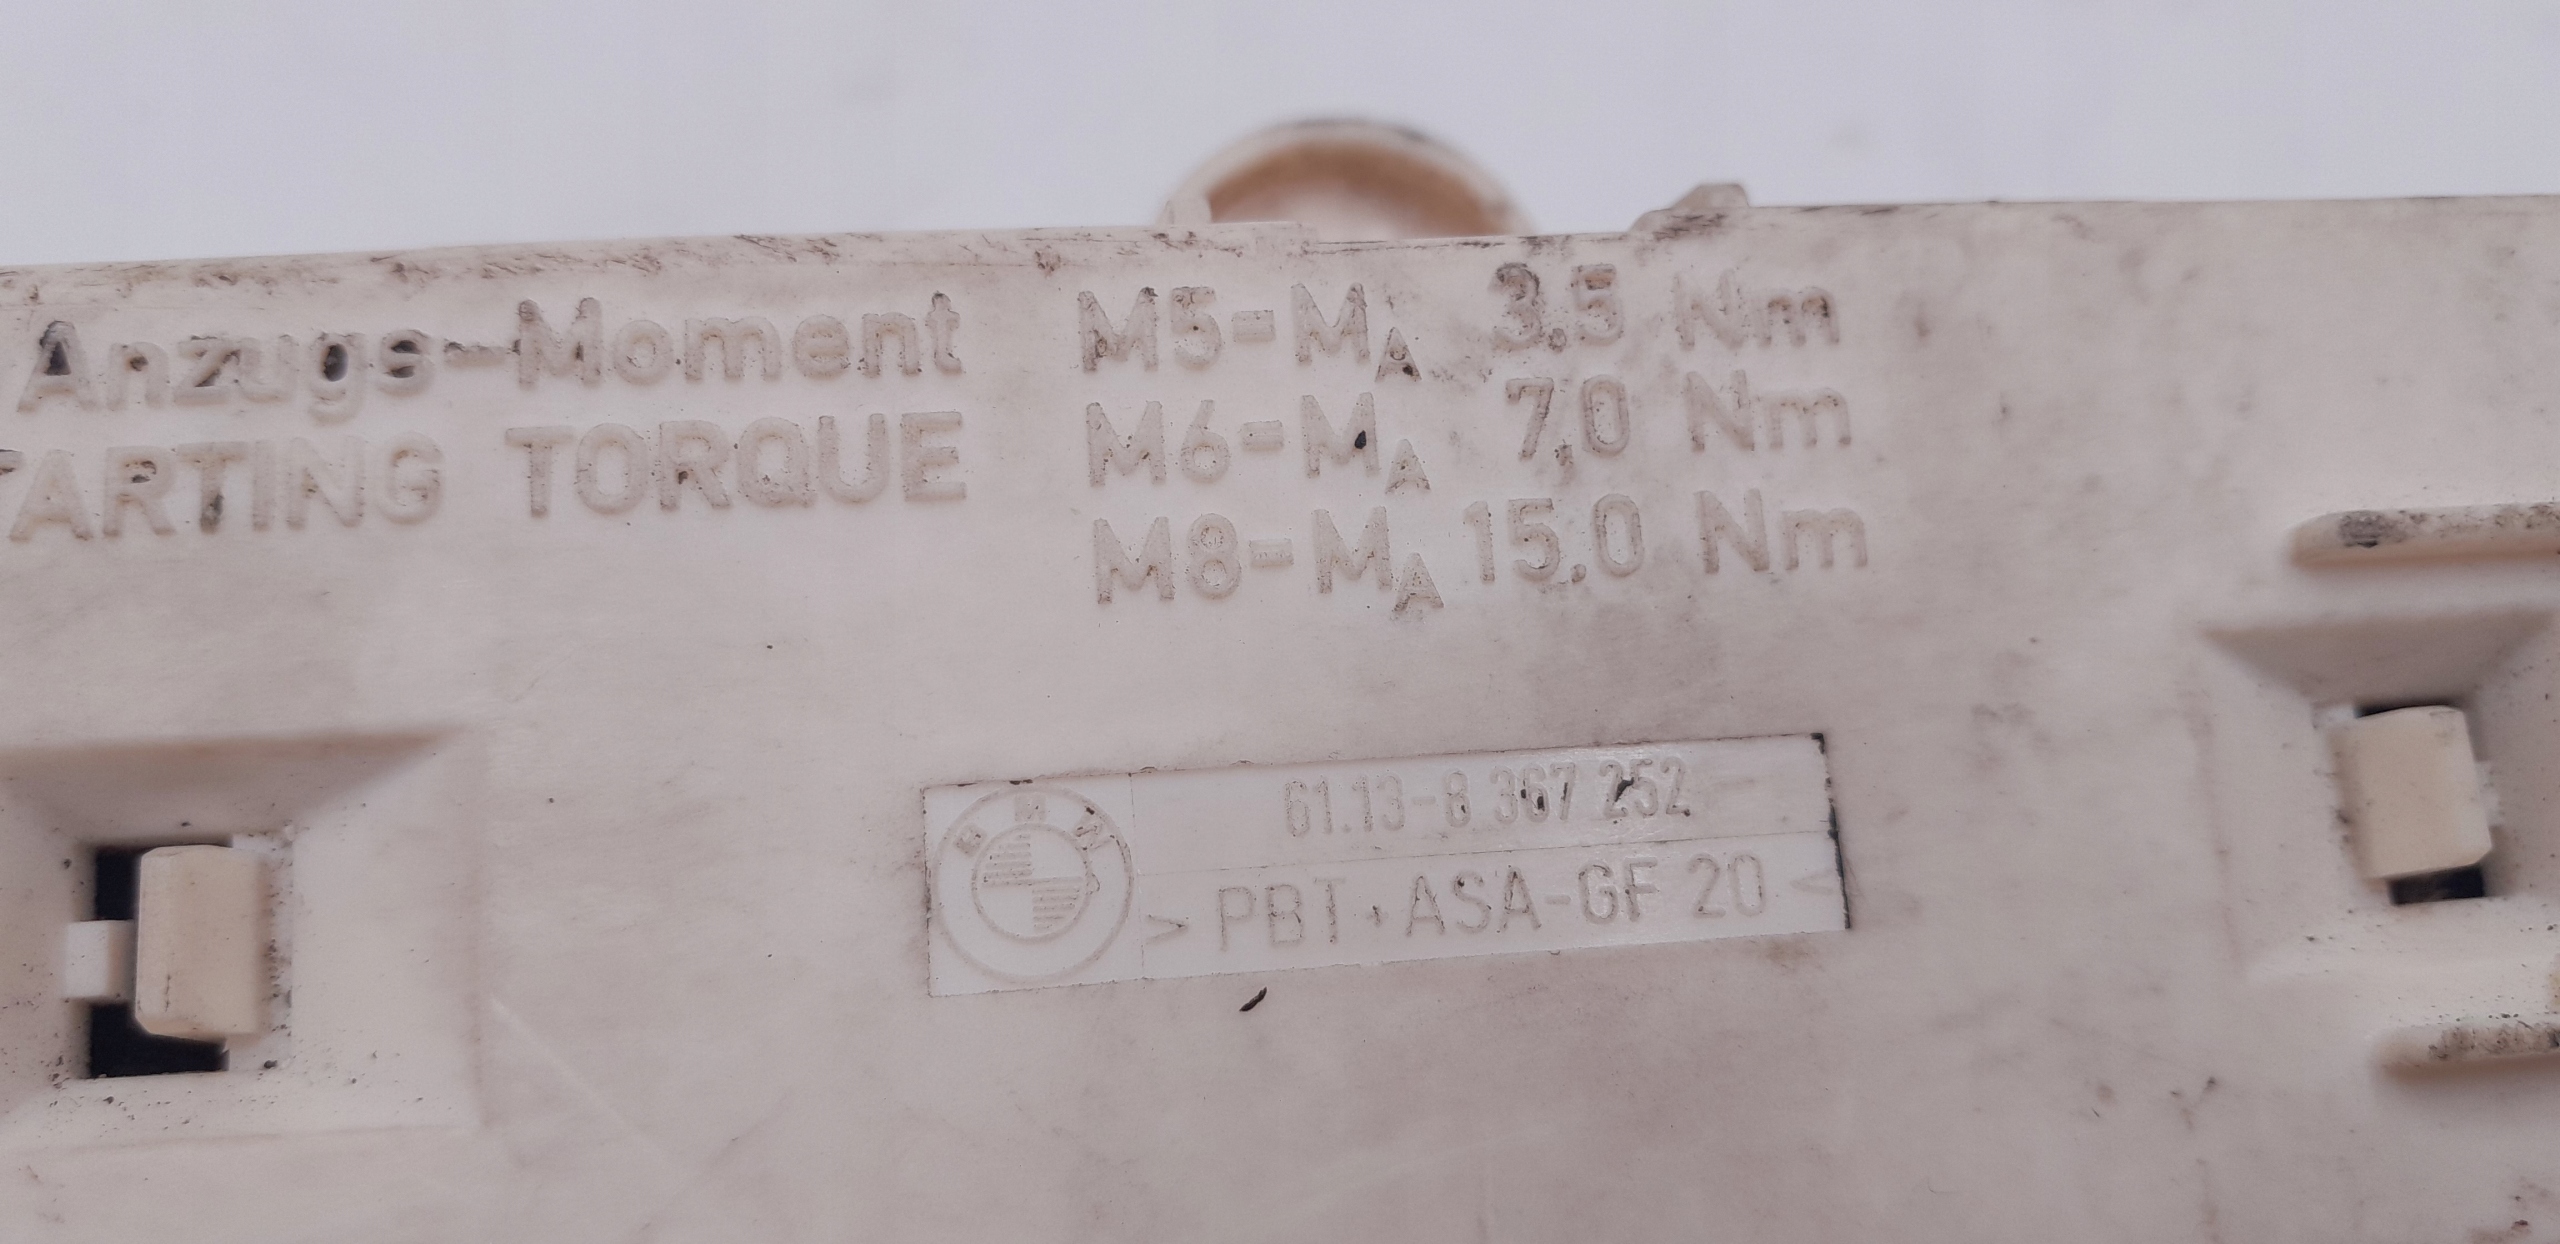 Anzugs-Moment M5-MA 3,5 Nm
TARTING TORQUE M6-MA 7,0 Nm
M8-MA 15,0 Nm
BMW
61.13-8 367 252
>PBT+ASA-GF 20<